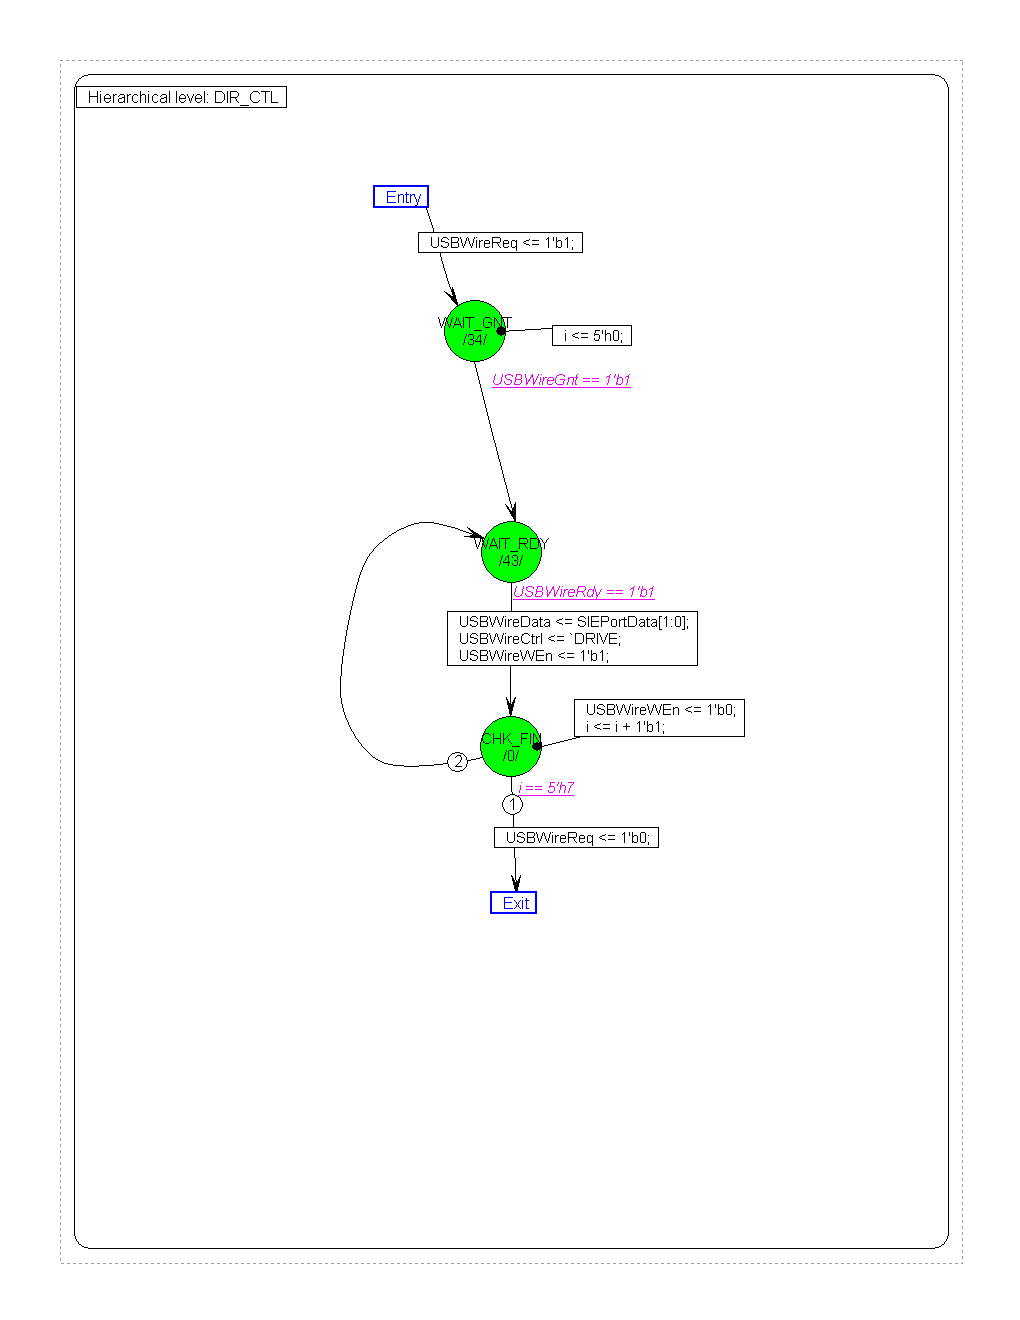 Hierarchical level: DIR_CTL
Entry
USBWireReq <= 1'b1;
WAIT_GNT
/34/
i <= 5'h0;
USBWireGnt == 1'b1
WAIT_RDY
/43/
USBWireRdy == 1'b1
USBWireData <= SIEPortData[1:0];
USBWireCtrl <= `DRIVE;
USBWireWEn <= 1'b1;
USBWireWEn <= 1'b0;
i <= i + 1'b1;
CHK_FIN
/0/
2
i == 5'h7
1
USBWireReq <= 1'b0;
Exit